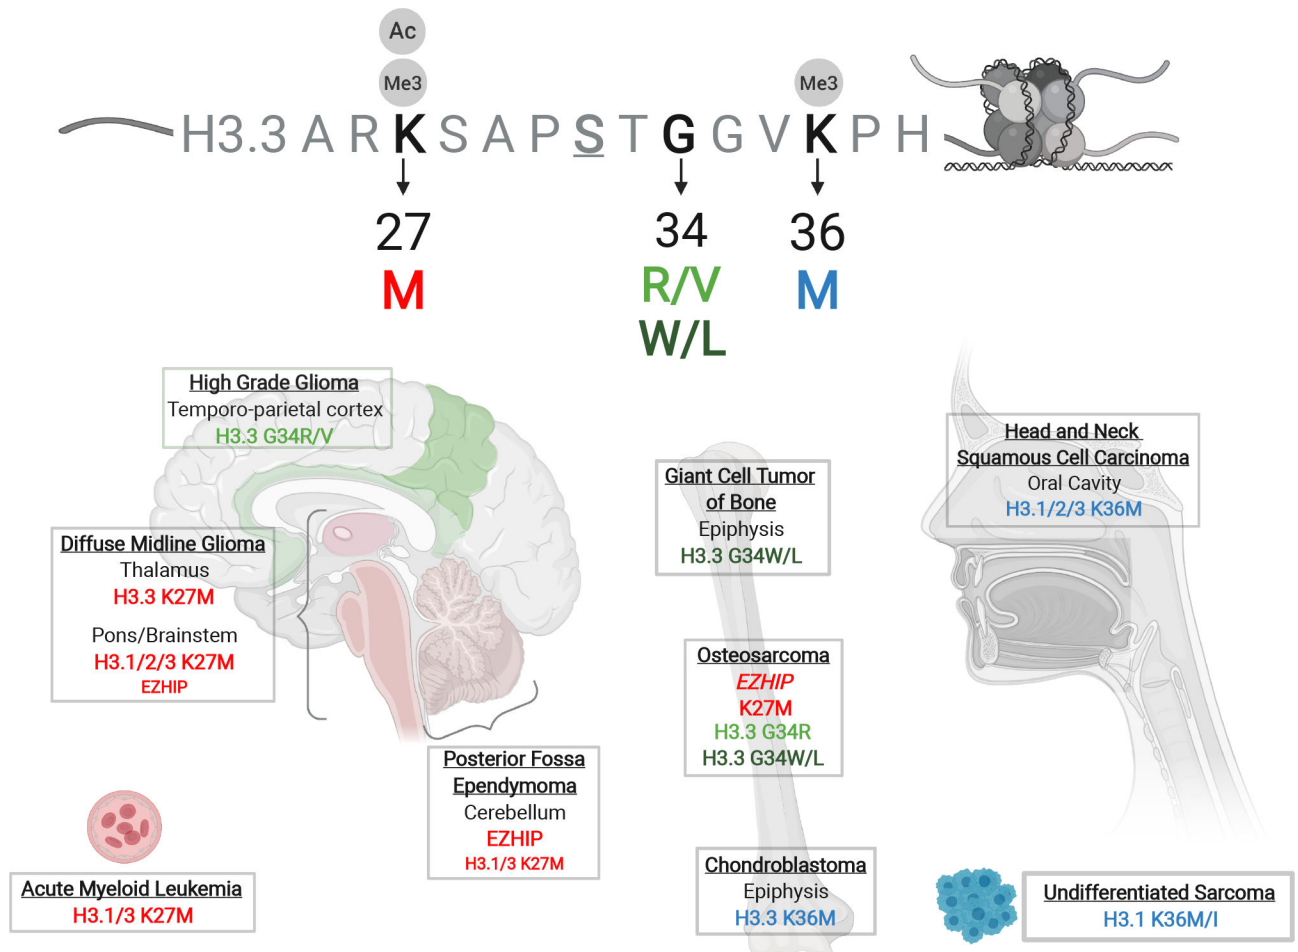 Ac
Me3
Me3
H3.3 A R K S A P S T G G V K P H
27
34
36
M
R/V
M
W/L
High Grade Glioma
Temporo-parietal cortex
H3.3 G34R/V
Diffuse Midline Glioma
Thalamus
H3.3 K27M
Pons/Brainstem
H3.1/2/3 K27M
EZHIP
Posterior Fossa
Ependymoma
Cerebellum
EZHIP
H3.1/3 K27M
Acute Myeloid Leukemia
H3.1/3 K27M
Giant Cell Tumor
of Bone
Epiphysis
H3.3 G34W/L
Osteosarcoma
EZHIP
K27M
H3.3 G34R
H3.3 G34W/L
Chondroblastoma
Epiphysis
H3.3 K36M
Head and Neck
Squamous Cell Carcinoma
Oral Cavity
H3.1/2/3 K36M
Undifferentiated Sarcoma
H3.1 K36M/I